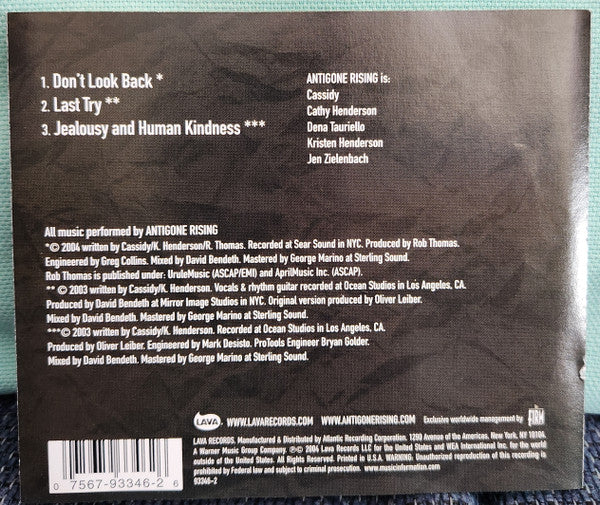 1. Don't Look Back *
2. Last Try **
3. Jealousy and Human Kindness ***
ANTIGONE RISING is:
Cassidy
Cathy Henderson
Dena Tauriello
Kristen Henderson
Jen Zielenbach
All music performed by ANTIGONE RISING
*© 2004 written by Cassidy/K. Henderson/R. Thomas. Recorded at Sear Sound in NYC. Produced by Rob Thomas.
Engineered by Greg Collins. Mixed by David Bendeth. Mastered by George Marino at Sterling Sound.
Rob Thomas is published under: UruleMusic (ASCAP/EMI) and AprilMusic Inc. (ASCAP).
** © 2003 written by Cassidy/K. Henderson. Vocals & rhythm guitar recorded at Ocean Studios in Los Angeles, CA.
Produced by David Bendeth at Mirror Image Studios in NYC. Original version produced by Oliver Leiber.
Mixed by David Bendeth. Mastered by George Marino at Sterling Sound.
***© 2003 written by Cassidy/K. Henderson. Recorded at Ocean Studios in Los Angeles, CA.
Produced by Oliver Leiber. Engineered by Mark Desisto. ProTools Engineer Bryan Golder.
Mixed by David Bendeth. Mastered by George Marino at Sterling Sound.
LAVA WWW.LAVARECORDS.COM WWW.ANTIGONERISING.COM Exclusive worldwide management by THE FIRM
LAVA RECORDS. Manufactured & Distributed by Atlantic Recording Corporation, 1290 Avenue of the Americas, New York, NY 10104.
A Warner Music Group Company. ℗© 2004 Lava Records LLC for the United States and WEA International Inc. for the world
outside of the United States. All Rights Reserved. Printed in U.S.A. WARNING: Unauthorized reproduction of this recording is
prohibited by Federal law and subject to criminal prosecution. www.musicinformation.com
93346-2
0 7567-93346-2 6